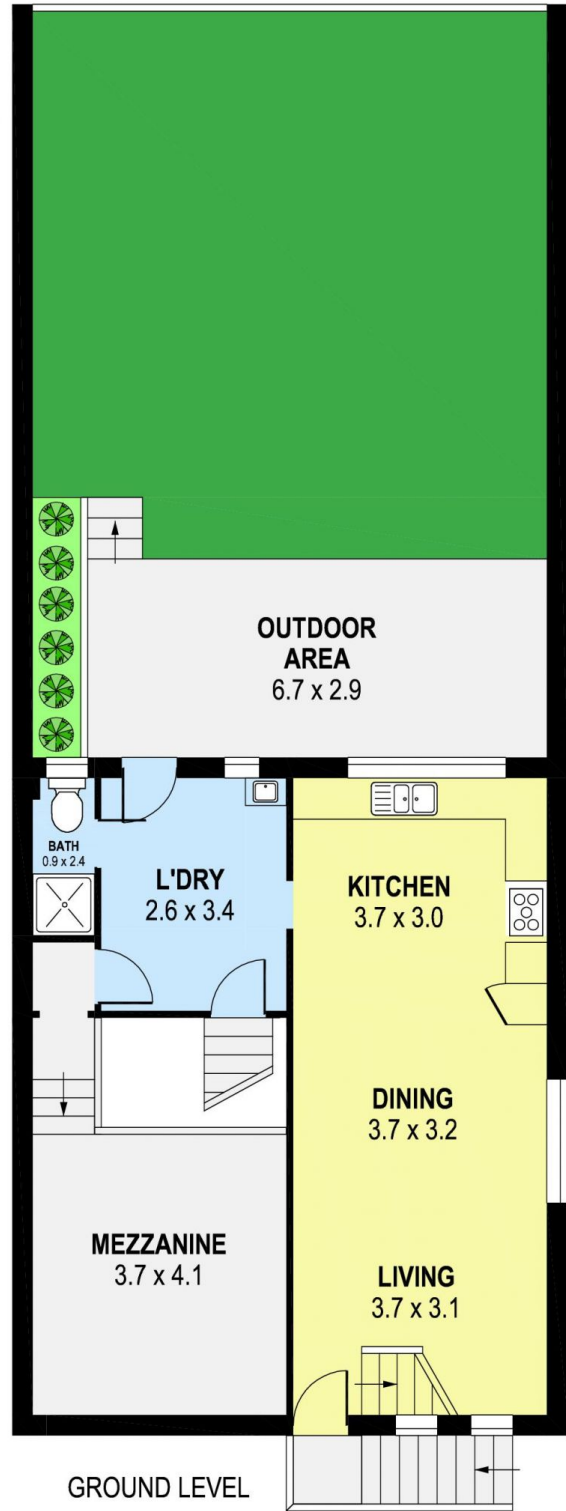 OUTDOOR
AREA
6.7 x 2.9
BATH
0.9 x 2.4
L'DRY
2.6 x 3.4
KITCHEN
3.7 x 3.0
DINING
3.7 x 3.2
MEZZANINE
3.7 x 4.1
LIVING
3.7 x 3.1
GROUND LEVEL